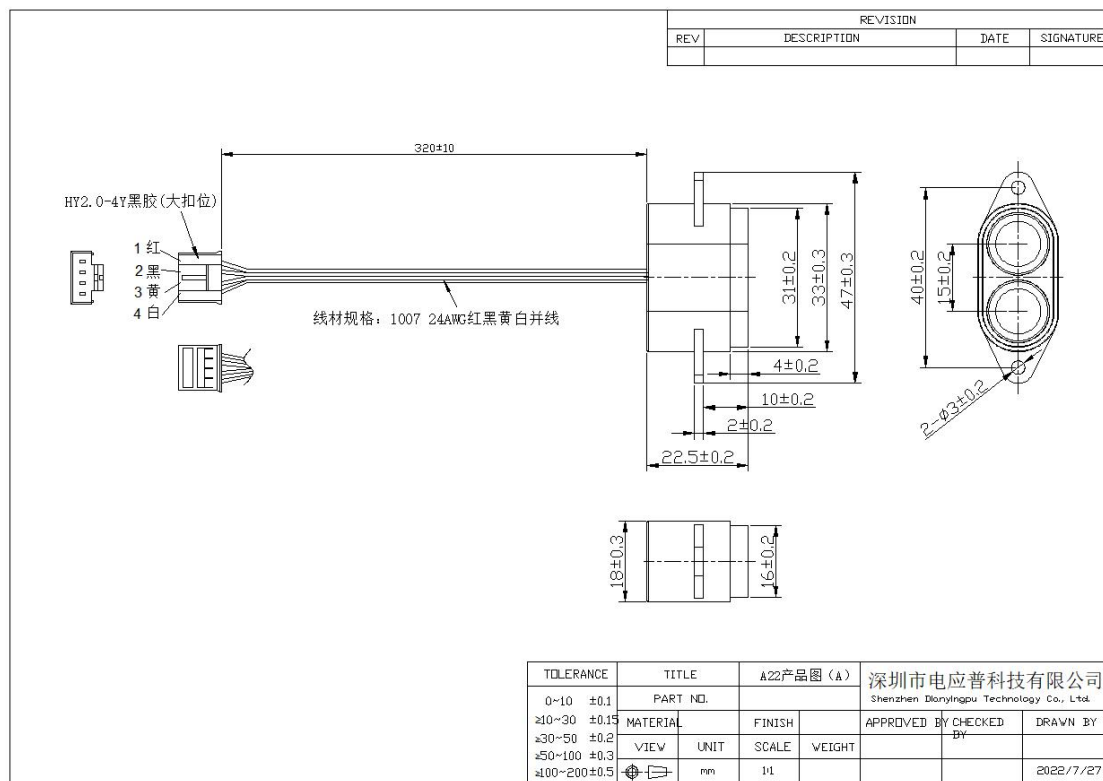 REVISION
REV DESCRIPTION DATE SIGNATURE
320±10
HY2.0-4Y黑胶(大扣位)
1 红
2 黑
3 黄
4 白
线材规格：1007 24AWG红黑黄白并线
31±0.2
33±0.3
47±0.3
40±0.2
15±0.2
4±0.2
10±0.2
2±0.2
22.5±0.2
2-Ø3±0.2
18±0.3
16±0.2
TOLERANCE TITLE A22产品图（A） 深圳市电应普科技有限公司
Shenzhen Dianyingpu Technology Co., Ltd.
0~10 ±0.1 PART NO.
≥10~30 ±0.15 MATERIAL FINISH APPROVED BY CHECKED BY DRAWN BY
≥30~50 ±0.2 VIEW UNIT SCALE WEIGHT
≥50~100 ±0.3
≥100~200 ±0.5 mm 1:1 2022/7/27